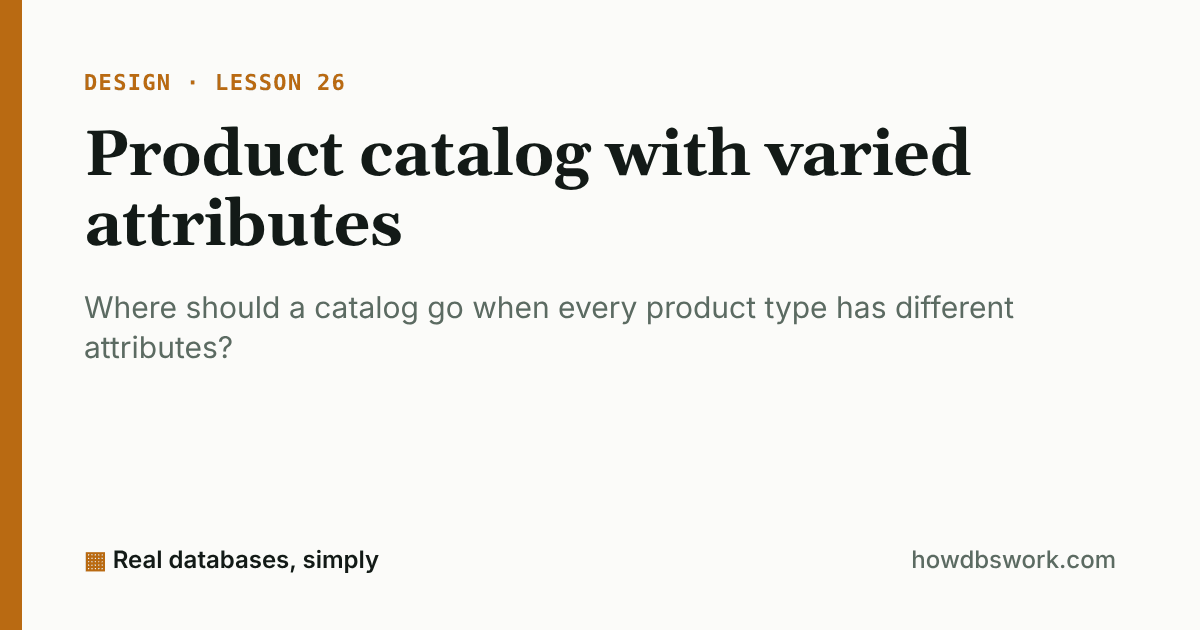 DESIGN · LESSON 26
Product catalog with varied
attributes
Where should a catalog go when every product type has different
attributes?
▦ Real databases, simply
howdbswork.com